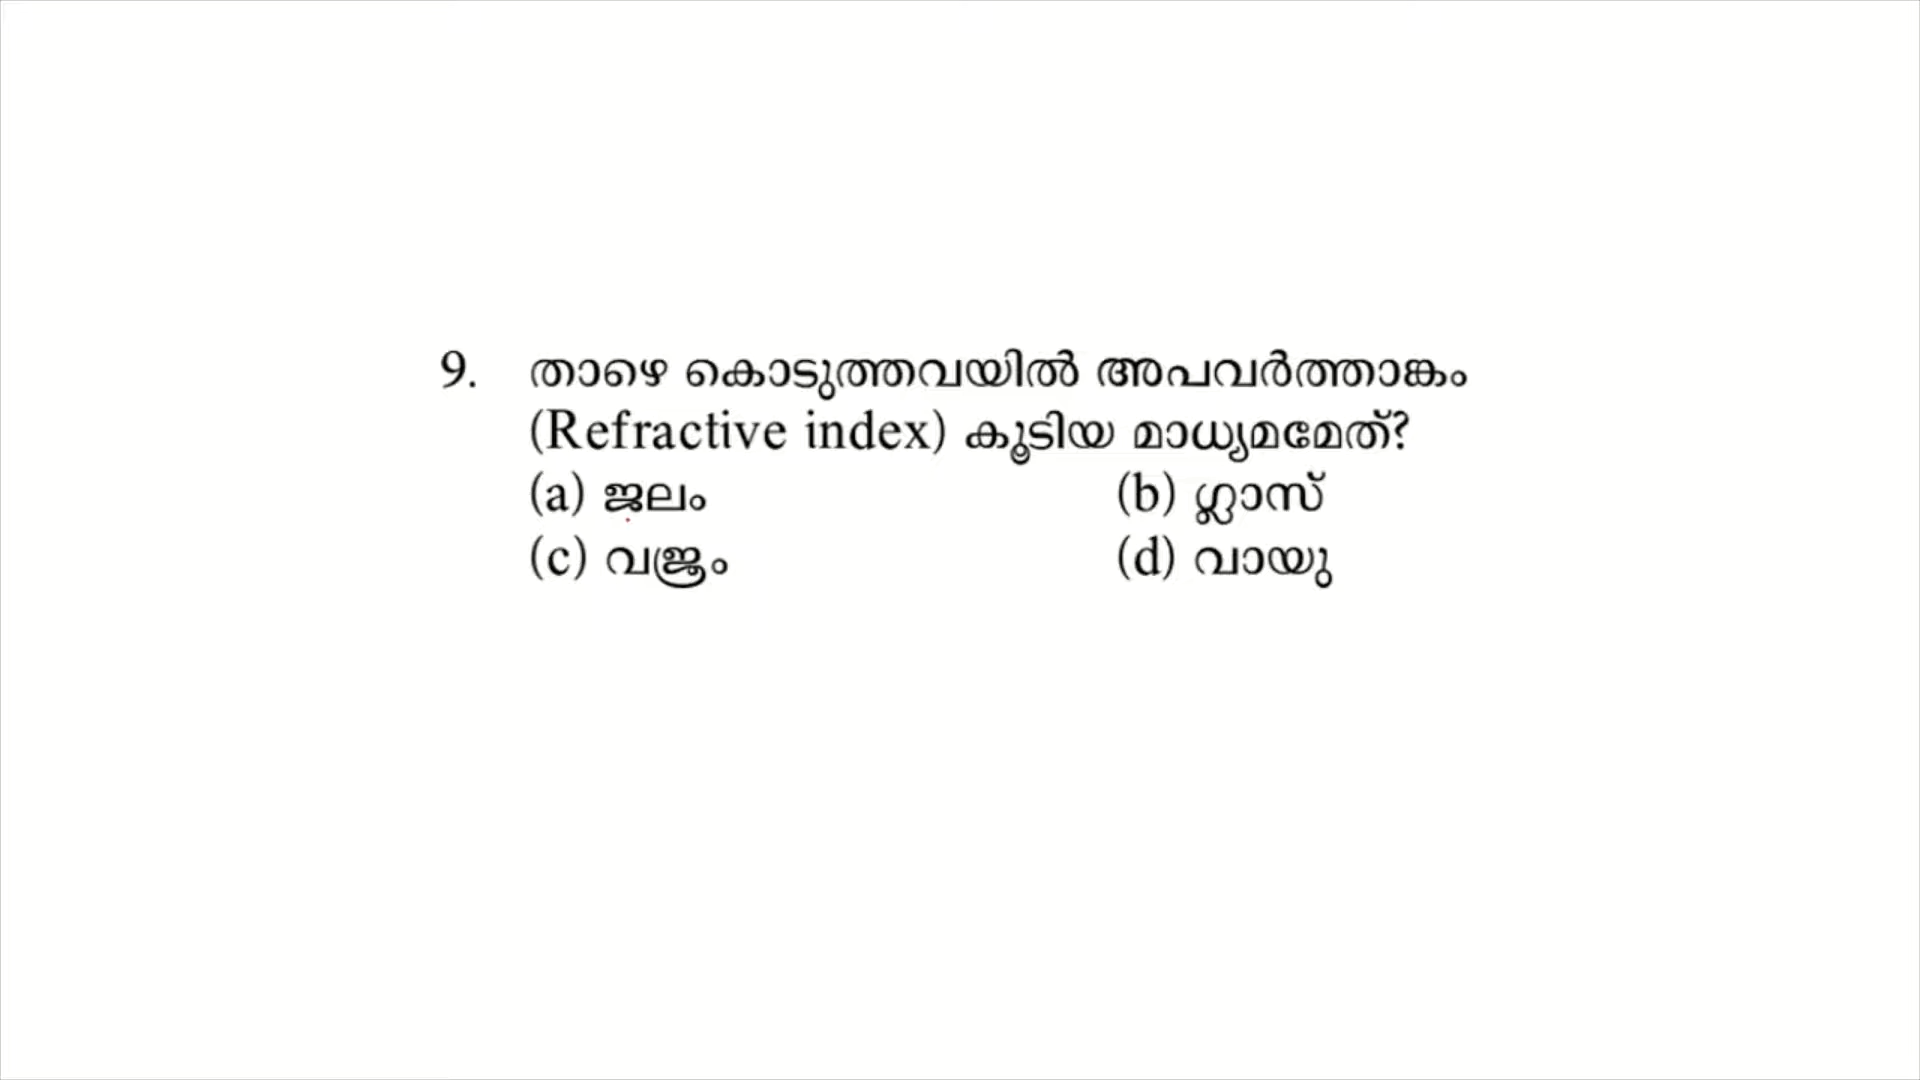 9. താഴെ കൊടുത്തവയിൽ അപവർത്താങ്കം
(Refractive index) കൂടിയ മാധ്യമമേത്?
(a) ജലം (b) ഗ്ലാസ്
(c) വജ്രം (d) വായു